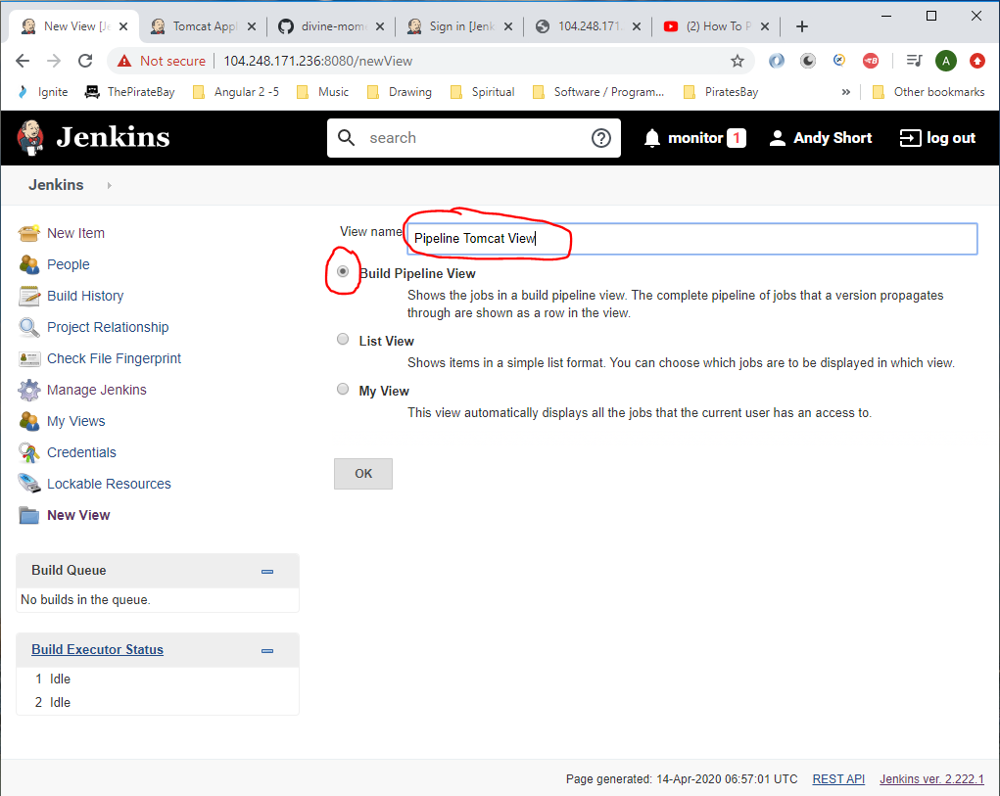 New View [Je
Tomcat Appl
divine-mome
Sign in [Jenk
104.248.171.
(2) How To P
Not secure
104.248.171.236:8080/newView
A
Ignite
ThePirateBay
Angular 2 -5
Music
Drawing
Spiritual
Software / Program...
PiratesBay
»
Other bookmarks
Jenkins
search
monitor 1
Andy Short
log out
Jenkins
New Item
People
Build History
Project Relationship
Check File Fingerprint
Manage Jenkins
My Views
Credentials
Lockable Resources
New View
Build Queue
No builds in the queue.
Build Executor Status
1 Idle
2 Idle
View name
Pipeline Tomcat View
Build Pipeline View
Shows the jobs in a build pipeline view. The complete pipeline of jobs that a version propagates
through are shown as a row in the view.
List View
Shows items in a simple list format. You can choose which jobs are to be displayed in which view.
My View
This view automatically displays all the jobs that the current user has an access to.
OK
Page generated: 14-Apr-2020 06:57:01 UTC
REST API
Jenkins ver. 2.222.1